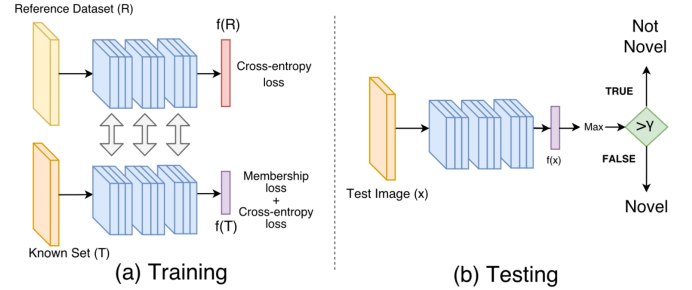 Reference Dataset (R)
f(R)
Cross-entropy
loss
Membership
loss
+
Cross-entropy
loss
f(T)
Known Set (T)
(a) Training
Not
Novel
TRUE
Max
>γ
f(x)
FALSE
Test Image (x)
Novel
(b) Testing